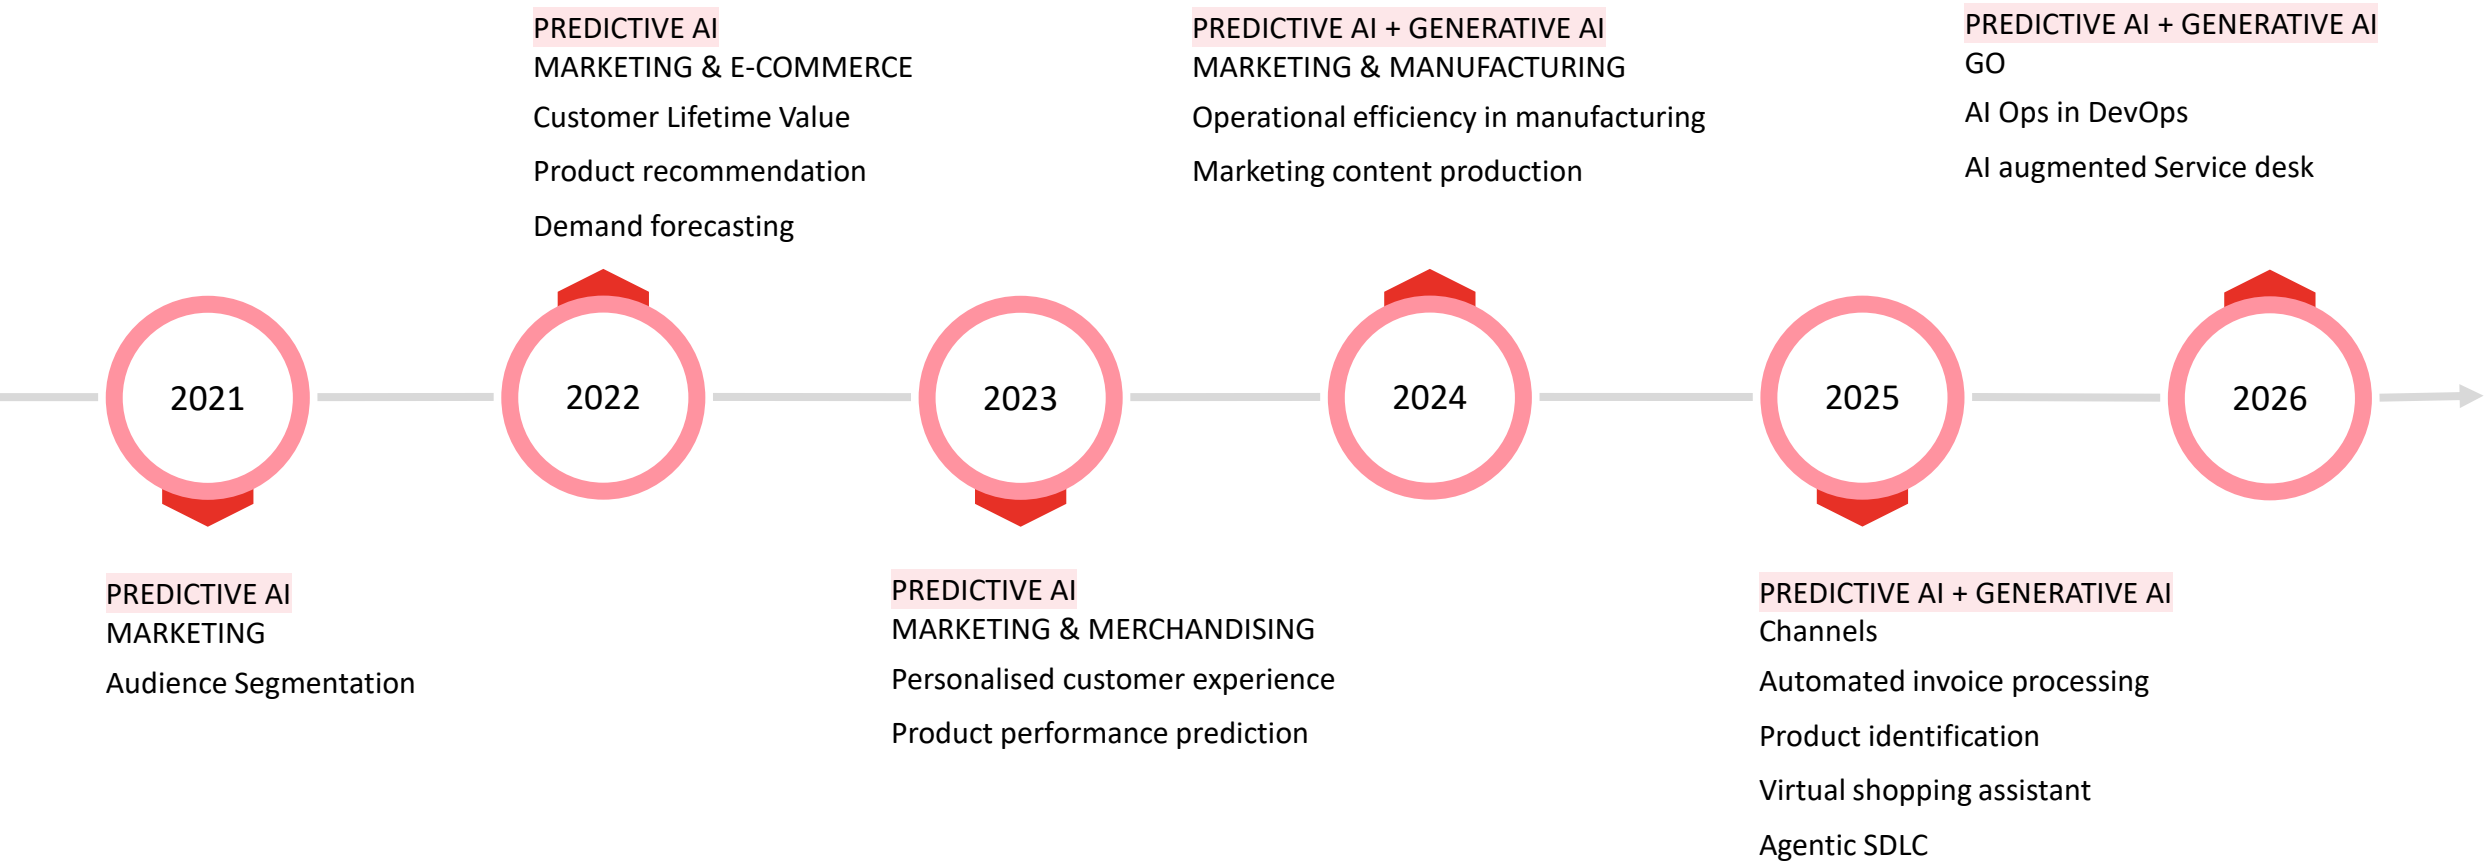 PREDICTIVE AI
MARKETING & E-COMMERCE
Customer Lifetime Value
Product recommendation
Demand forecasting
PREDICTIVE AI + GENERATIVE AI
MARKETING & MANUFACTURING
Operational efficiency in manufacturing
Marketing content production
PREDICTIVE AI + GENERATIVE AI
GO
AI Ops in DevOps
AI augmented Service desk
2021
2022
2023
2024
2025
2026
PREDICTIVE AI
MARKETING
Audience Segmentation
PREDICTIVE AI
MARKETING & MERCHANDISING
Personalised customer experience
Product performance prediction
PREDICTIVE AI + GENERATIVE AI
Channels
Automated invoice processing
Product identification
Virtual shopping assistant
Agentic SDLC